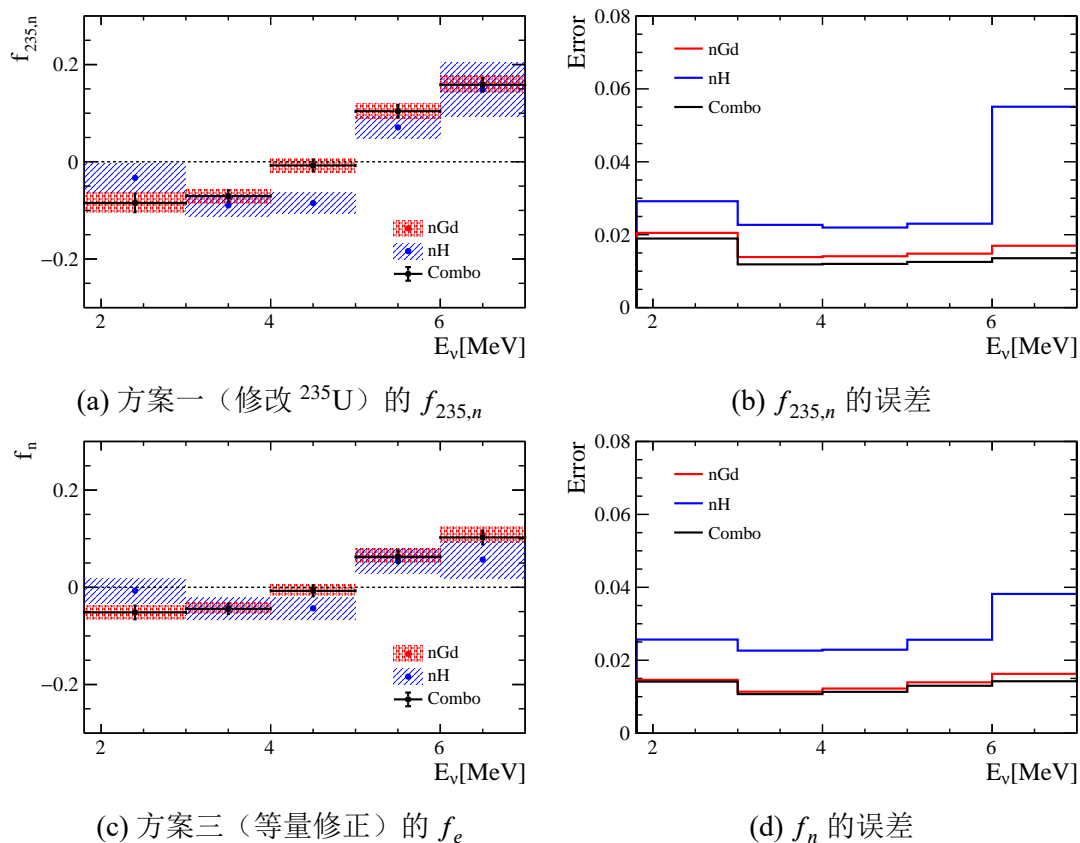 f235,n
0.2
0
−0.2
nGd
nH
Combo
2 4 6
Eν[MeV]
(a) 方案一（修改 ²³⁵U）的 f235,n
Error
0.08
0.06
0.04
0.02
0
nGd
nH
Combo
2 4 6
Eν[MeV]
(b) f235,n 的误差
fn
0.2
0
−0.2
nGd
nH
Combo
2 4 6
Eν[MeV]
(c) 方案三（等量修正）的 fe
Error
0.08
0.06
0.04
0.02
0
nGd
nH
Combo
2 4 6
Eν[MeV]
(d) fn 的误差